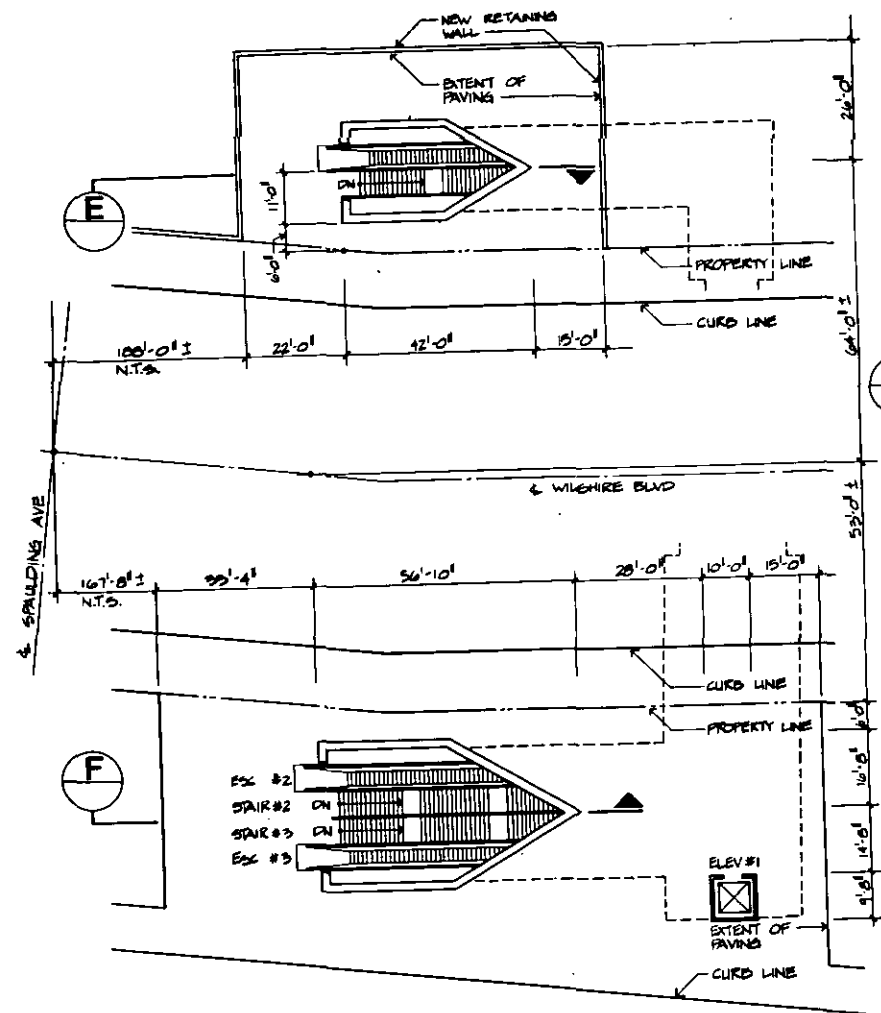 NEW RETAINING
WALL
EXTENT OF
PAVING
26'-0"
E
DN
11'-0"
6'-0"
PROPERTY LINE
CURB LINE
188'-0" ±
N.T.S.
22'-0"
42'-0"
15'-0"
64'-0" ±
℄ WILSHIRE BLVD
℄ SPAULDING AVE
53'-0" ±
167'-8" ±
N.T.S.
33'-4"
56'-10"
28'-0"
10'-0"
15'-0"
CURB LINE
PROPERTY LINE
6'-0"
F
ESC #2
STAIR #2 DN
STAIR #3 DN
ESC #3
16'-8"
14'-8"
9'-8"
ELEV #1
EXTENT OF
PAVING
CURB LINE